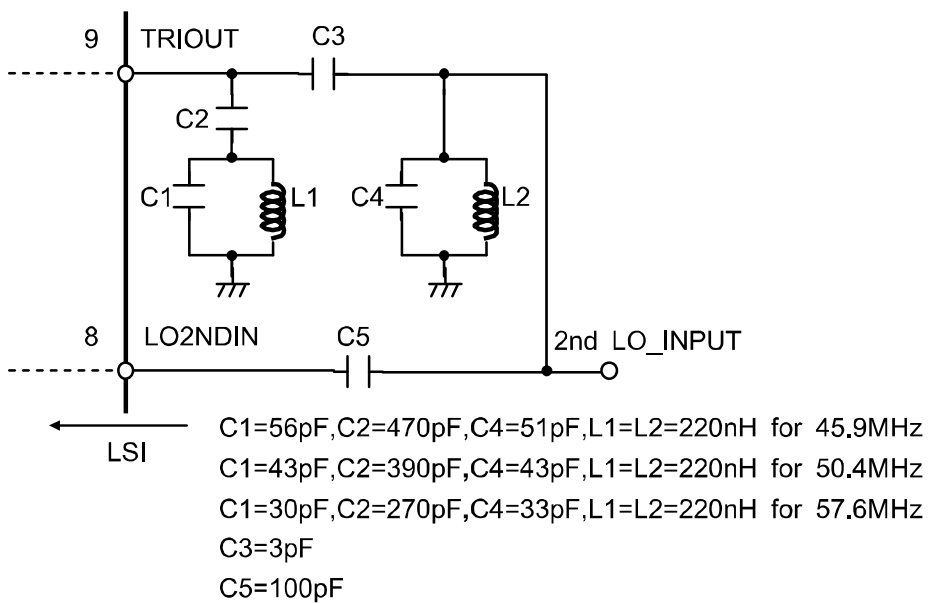 9 TRIOUT C3
C2
C1 L1 C4 L2
8 LO2NDIN C5 2nd LO_INPUT
LSI
C1=56pF,C2=470pF,C4=51pF,L1=L2=220nH for 45.9MHz
C1=43pF,C2=390pF,C4=43pF,L1=L2=220nH for 50.4MHz
C1=30pF,C2=270pF,C4=33pF,L1=L2=220nH for 57.6MHz
C3=3pF
C5=100pF